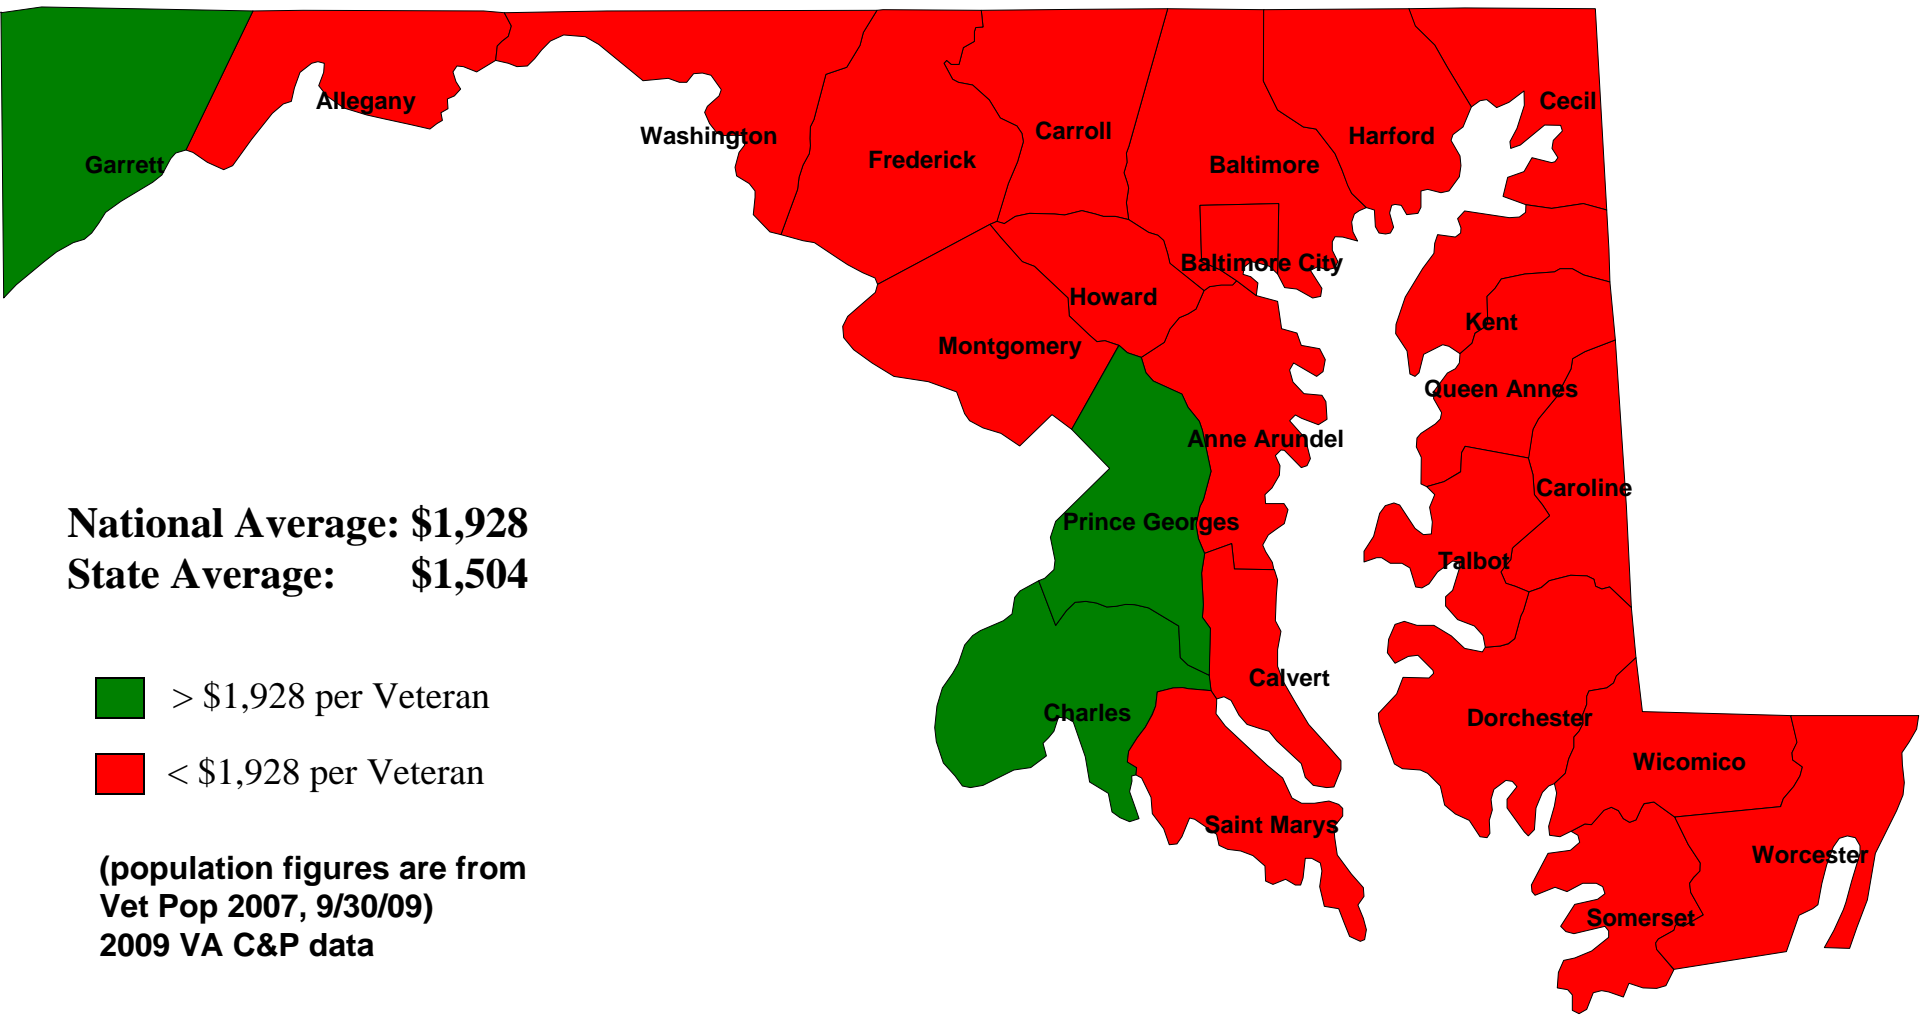 Allegany
Cecil
Garrett
Washington
Frederick
Carroll
Baltimore
Harford
Baltimore City
Howard
Montgomery
Kent
Queen Annes
Anne Arundel
Caroline
Prince Georges
Talbot
Calvert
Charles
Dorchester
Wicomico
Saint Marys
Worcester
Somerset
National Average: $1,928
State Average: $1,504
> $1,928 per Veteran
< $1,928 per Veteran
(population figures are from
Vet Pop 2007, 9/30/09)
2009 VA C&P data